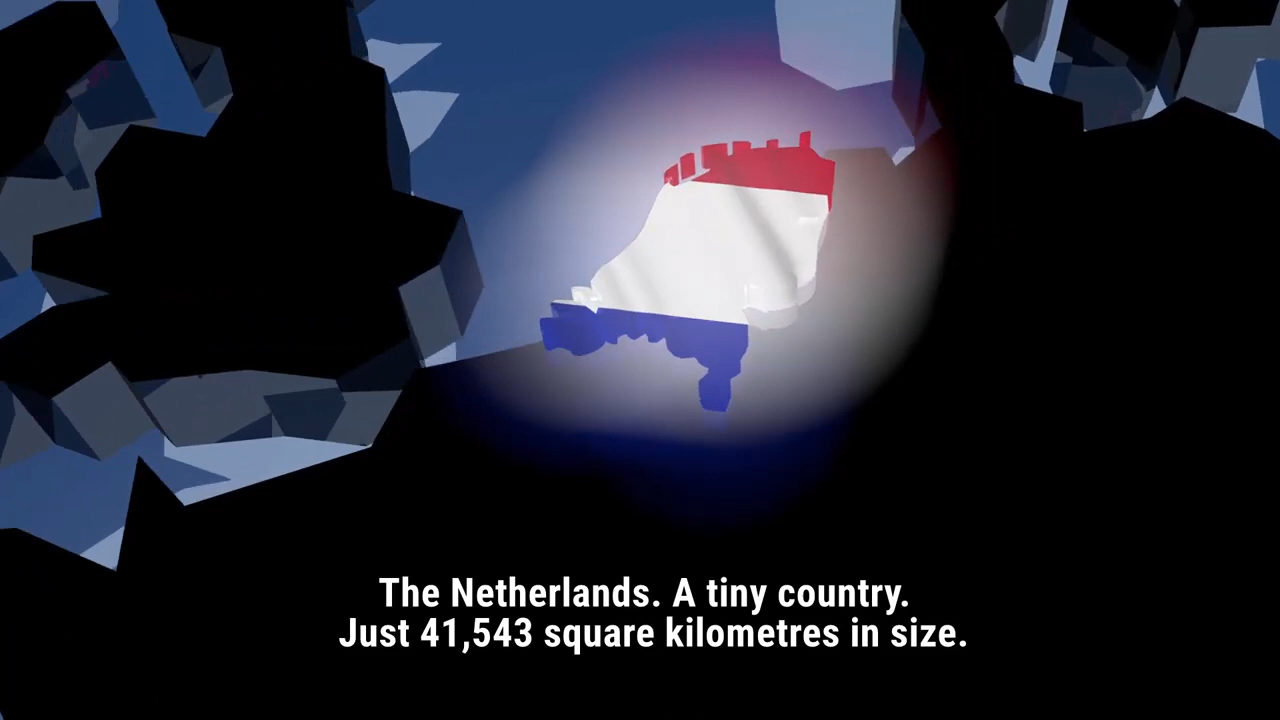 The Netherlands. A tiny country.
Just 41,543 square kilometres in size.